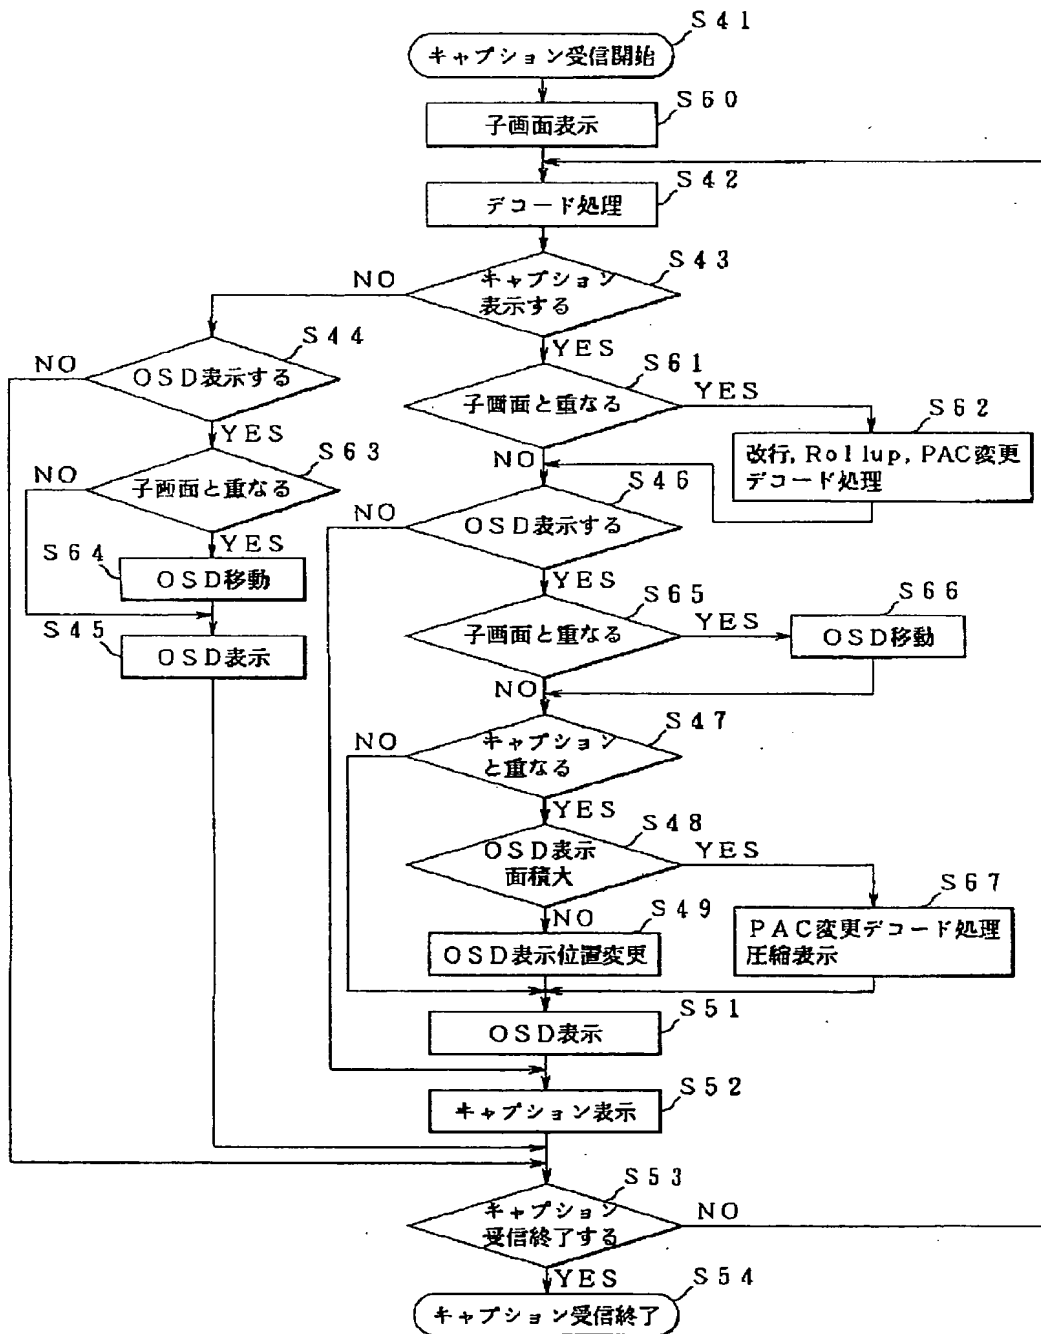 S41
キャプション受信開始
S60
子画面表示
S42
デコード処理
S43
キャプション
表示する
NO
YES
S44
OSD表示する
NO
YES
S61
子画面と重なる
YES
NO
S62
改行, Rollup, PAC変更
デコード処理
S63
子画面と重なる
NO
YES
S46
OSD表示する
NO
YES
S64
OSD移動
S45
OSD表示
S65
子画面と重なる
YES
NO
S66
OSD移動
S47
キャプション
と重なる
NO
YES
S48
OSD表示
面積大
YES
NO
S67
PAC変更デコード処理
圧縮表示
S49
OSD表示位置変更
S51
OSD表示
S52
キャプション表示
S53
キャプション
受信終了する
NO
YES
S54
キャプション受信終了